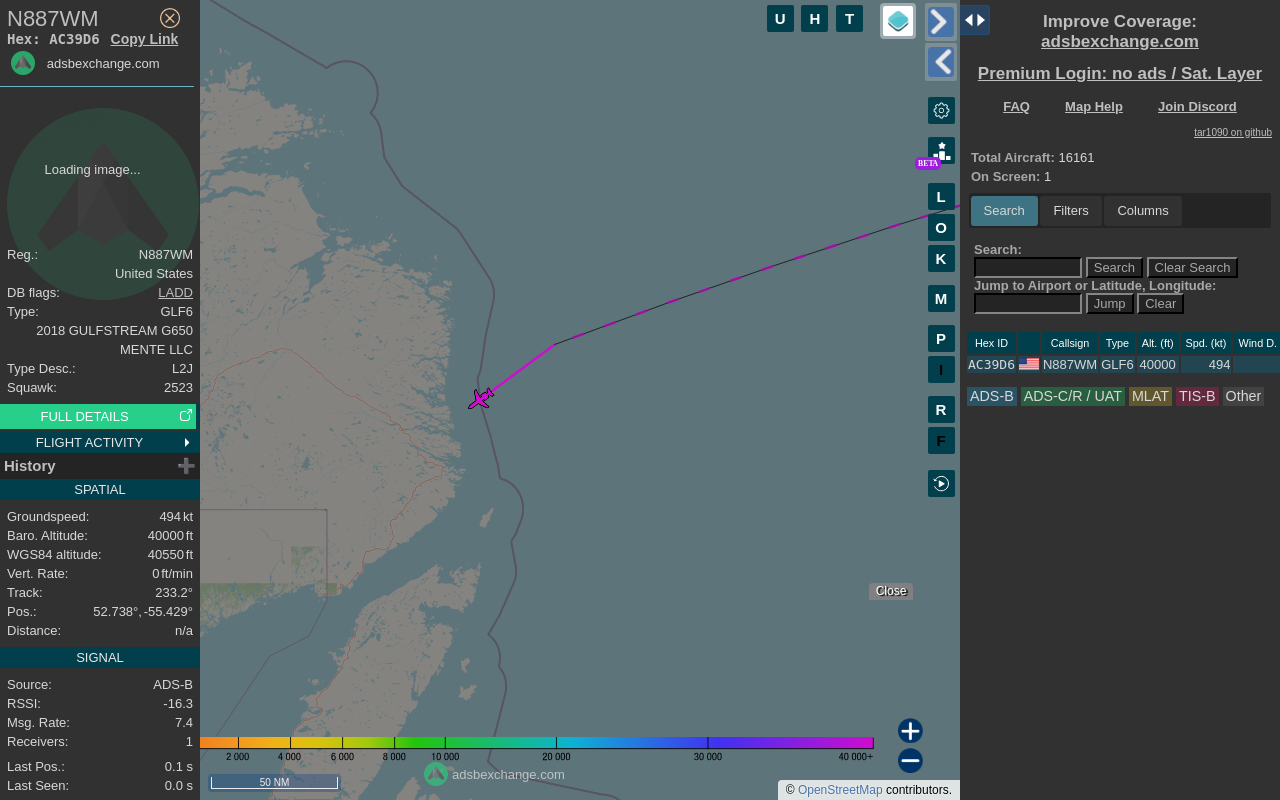 N887WM
Hex: AC39D6 Copy Link
adsbexchange.com
Loading image...
Reg.: N887WM
United States
DB flags: LADD
Type: GLF6
2018 GULFSTREAM G650
MENTE LLC
Type Desc.: L2J
Squawk: 2523
FULL DETAILS
FLIGHT ACTIVITY
History
SPATIAL
Groundspeed: 494 kt
Baro. Altitude: 40000 ft
WGS84 altitude: 40550 ft
Vert. Rate: 0 ft/min
Track: 233.2°
Pos.: 52.738°, -55.429°
Distance: n/a
SIGNAL
Source: ADS-B
RSSI: -16.3
Msg. Rate: 7.4
Receivers: 1
Last Pos.: 0.1 s
Last Seen: 0.0 s
U H T
BETA
L
O
K
M
P
I
R
F
Close
2 000 4 000 6 000 8 000 10 000 20 000 30 000 40 000+
50 NM
adsbexchange.com
© OpenStreetMap contributors.
Improve Coverage:
adsbexchange.com
Premium Login: no ads / Sat. Layer
FAQ Map Help Join Discord
tar1090 on github
Total Aircraft: 16161
On Screen: 1
Search Filters Columns
Search:
Search Clear Search
Jump to Airport or Latitude, Longitude:
Jump Clear
Hex ID Callsign Type Alt. (ft) Spd. (kt) Wind D.
AC39D6 N887WM GLF6 40000 494
ADS-B ADS-C/R / UAT MLAT TIS-B Other